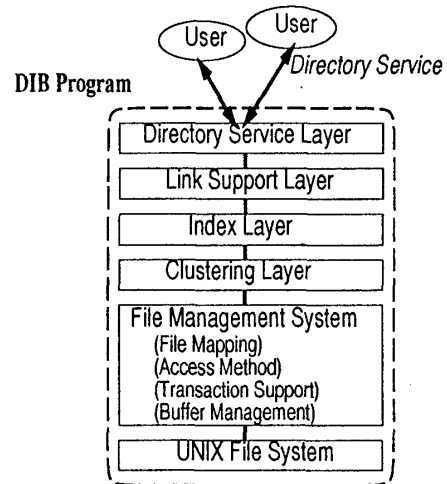 User
User
Directory Service
DIB Program
Directory Service Layer
Link Support Layer
Index Layer
Clustering Layer
File Management System
(File Mapping)
(Access Method)
(Transaction Support)
(Buffer Management)
UNIX File System